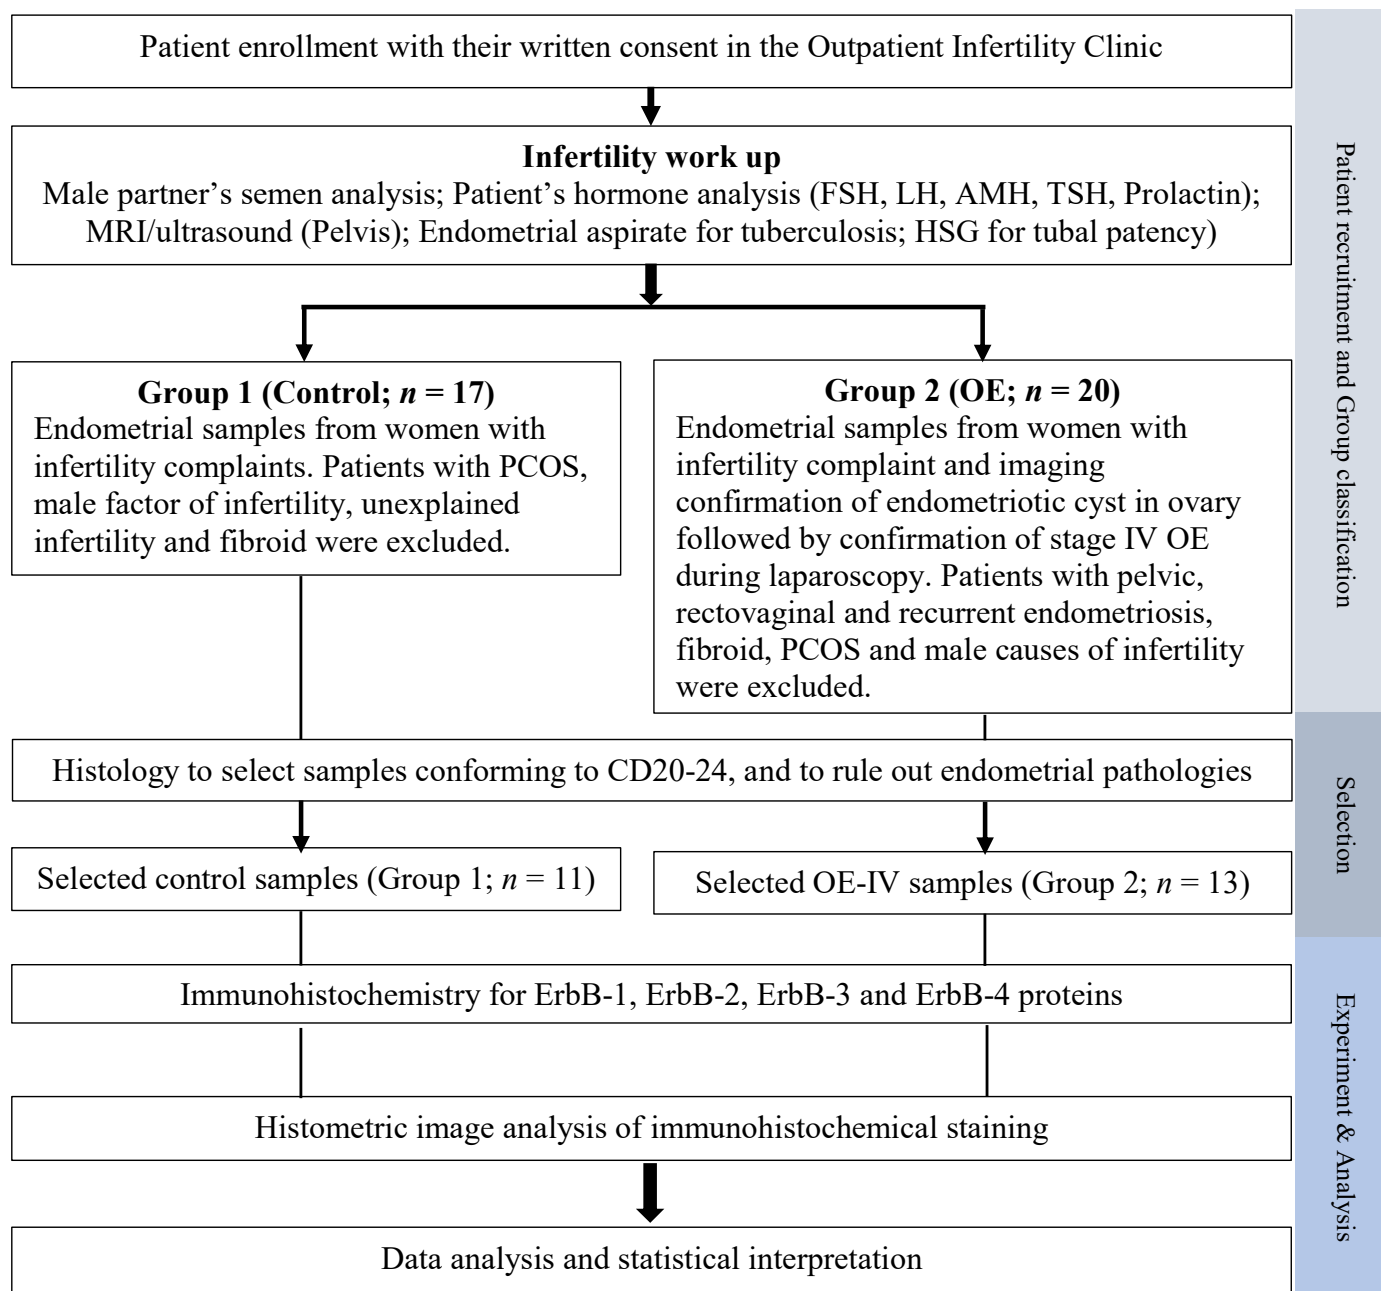 Patient enrollment with their written consent in the Outpatient Infertility Clinic
Infertility work up
Male partner’s semen analysis; Patient’s hormone analysis (FSH, LH, AMH, TSH, Prolactin);
MRI/ultrasound (Pelvis); Endometrial aspirate for tuberculosis; HSG for tubal patency)
Group 1 (Control; n = 17)
Endometrial samples from women with
infertility complaints. Patients with PCOS,
male factor of infertility, unexplained
infertility and fibroid were excluded.
Group 2 (OE; n = 20)
Endometrial samples from women with
infertility complaint and imaging
confirmation of endometriotic cyst in ovary
followed by confirmation of stage IV OE
during laparoscopy. Patients with pelvic,
rectovaginal and recurrent endometriosis,
fibroid, PCOS and male causes of infertility
were excluded.
Patient recruitment and Group classification
Histology to select samples conforming to CD20-24, and to rule out endometrial pathologies
Selected control samples (Group 1; n = 11)
Selected OE-IV samples (Group 2; n = 13)
Selection
Immunohistochemistry for ErbB-1, ErbB-2, ErbB-3 and ErbB-4 proteins
Histometric image analysis of immunohistochemical staining
Data analysis and statistical interpretation
Experiment & Analysis